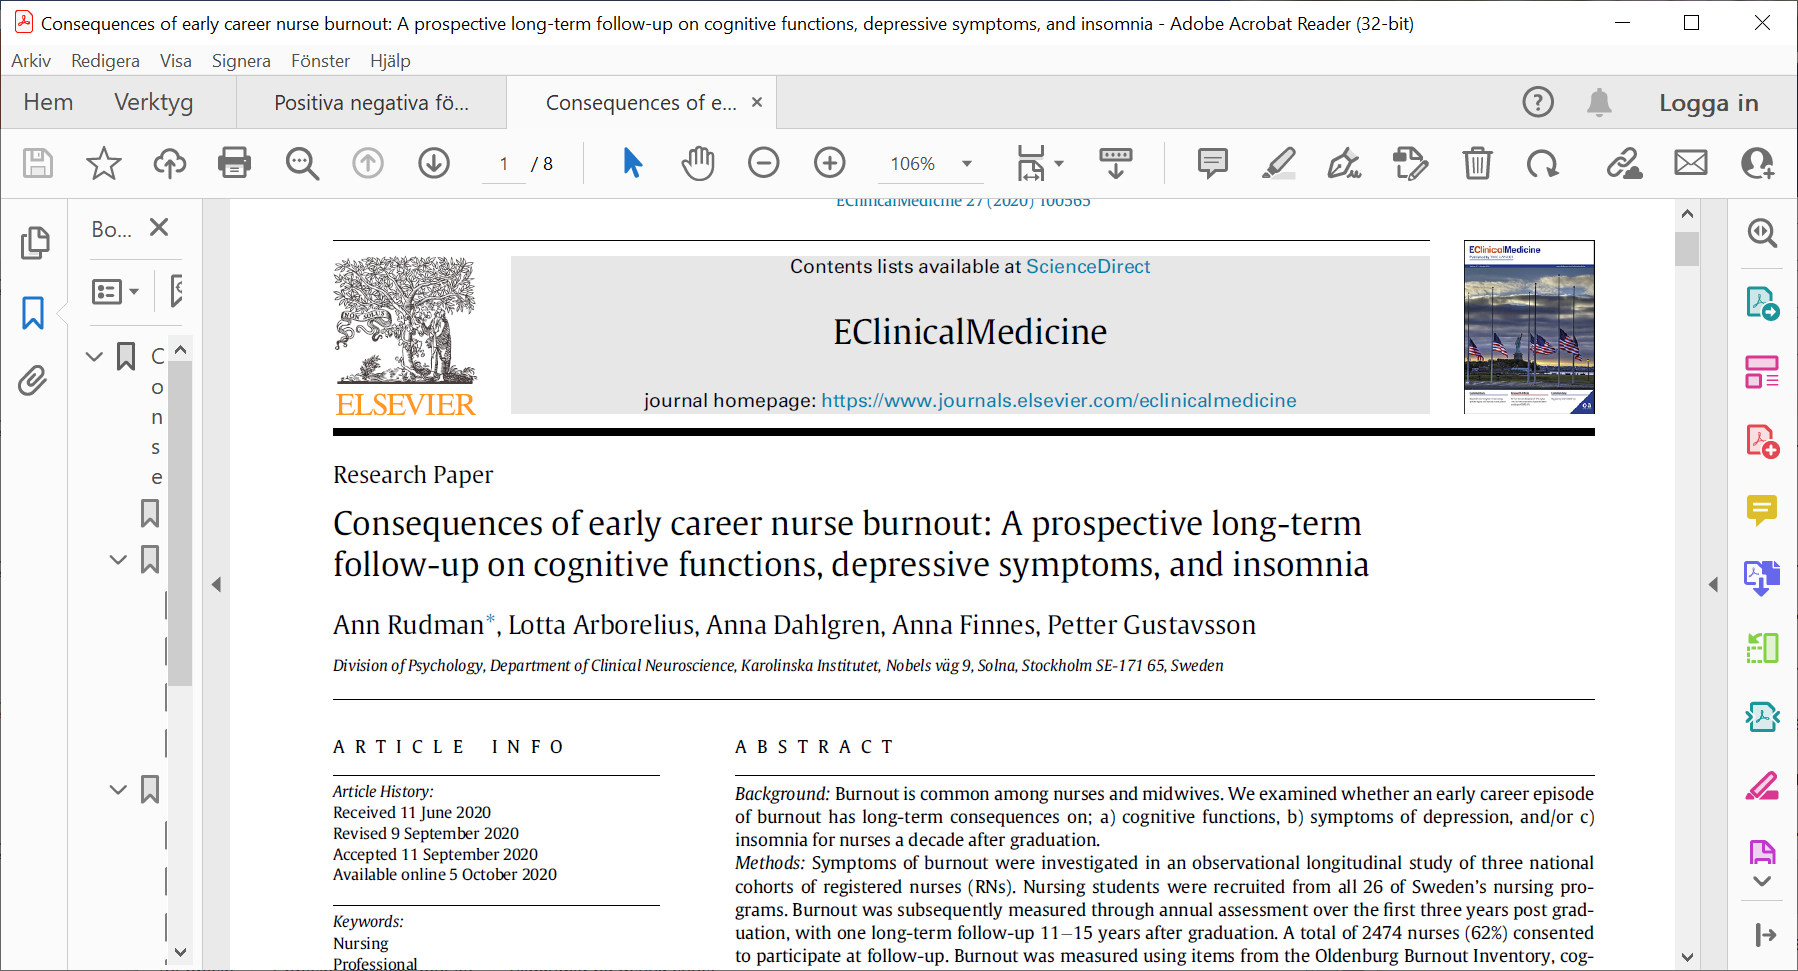 Consequences of early career nurse burnout: A prospective long-term follow-up on cognitive functions, depressive symptoms, and insomnia - Adobe Acrobat Reader (32-bit)
Arkiv Redigera Visa Signera Fönster Hjälp
Hem Verktyg Positiva negativa fö... Consequences of e... Logga in
1 / 8 106%
Bo...
C
o
n
s
e
EClinicalMedicine 27 (2020) 100565
Contents lists available at ScienceDirect
EClinicalMedicine
journal homepage: https://www.journals.elsevier.com/eclinicalmedicine
ELSEVIER
EClinicalMedicine
Research Paper
Consequences of early career nurse burnout: A prospective long-term
follow-up on cognitive functions, depressive symptoms, and insomnia
Ann Rudman*, Lotta Arborelius, Anna Dahlgren, Anna Finnes, Petter Gustavsson
Division of Psychology, Department of Clinical Neuroscience, Karolinska Institutet, Nobels väg 9, Solna, Stockholm SE-171 65, Sweden
ARTICLE INFO
Article History:
Received 11 June 2020
Revised 9 September 2020
Accepted 11 September 2020
Available online 5 October 2020
Keywords:
Nursing
Professional
ABSTRACT
Background: Burnout is common among nurses and midwives. We examined whether an early career episode
of burnout has long-term consequences on; a) cognitive functions, b) symptoms of depression, and/or c)
insomnia for nurses a decade after graduation.
Methods: Symptoms of burnout were investigated in an observational longitudinal study of three national
cohorts of registered nurses (RNs). Nursing students were recruited from all 26 of Sweden's nursing pro-
grams. Burnout was subsequently measured through annual assessment over the first three years post grad-
uation, with one long-term follow-up 11–15 years after graduation. A total of 2474 nurses (62%) consented
to participate at follow-up. Burnout was measured using items from the Oldenburg Burnout Inventory, cog-